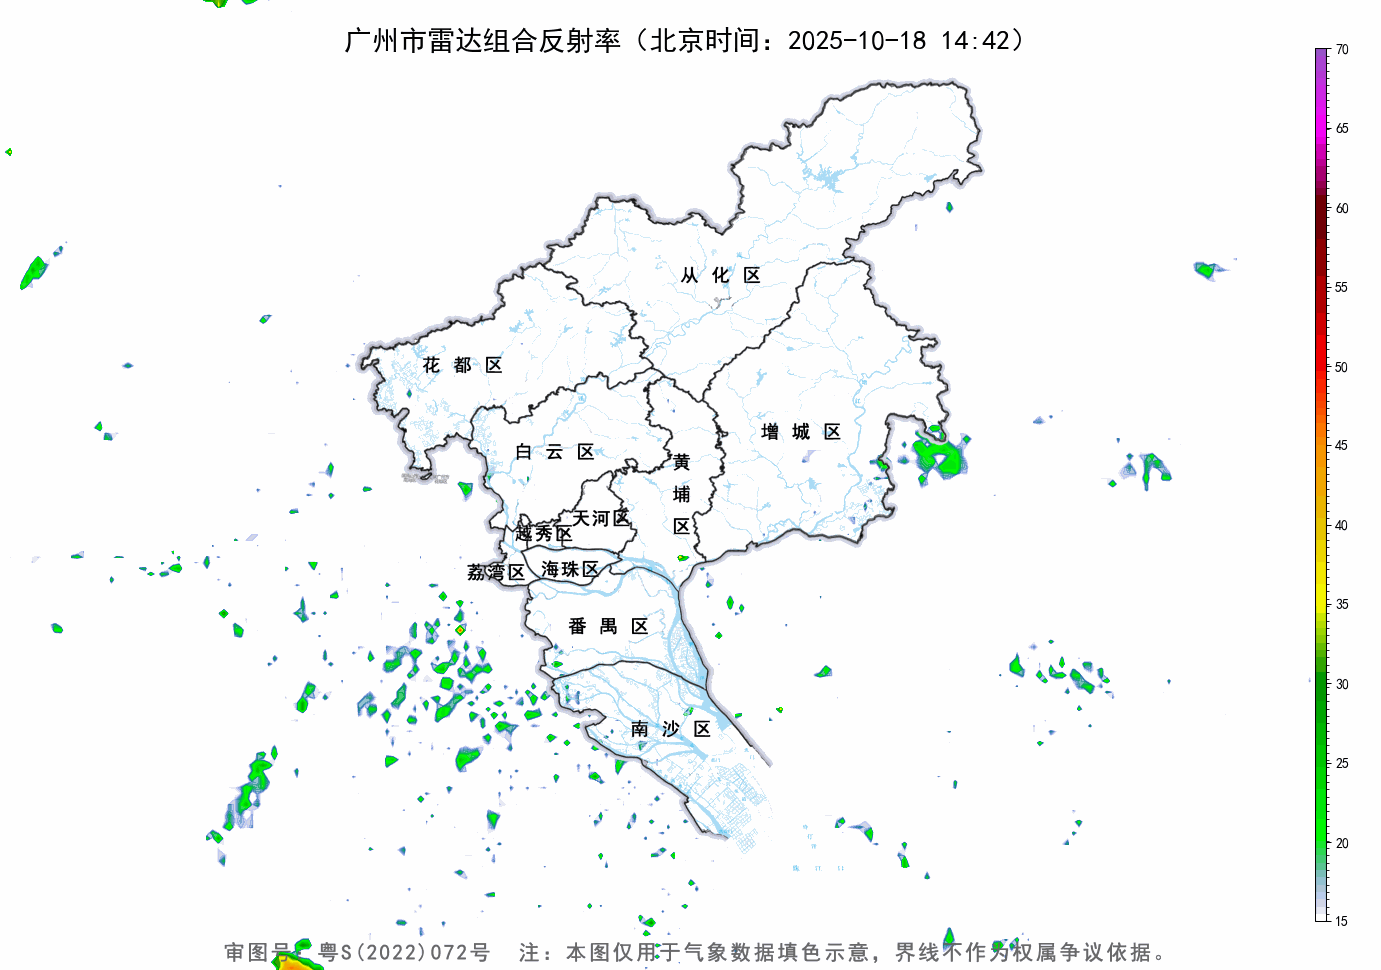 广州市雷达组合反射率（北京时间：2025-10-18 14:42）
70
65
60
55
50
45
40
35
30
25
20
15
从化区
花都区
增城区
白云区
黄埔区
天河区
越秀区
荔湾区
海珠区
番禺区
南沙区
审图号：粤S(2022)072号 注：本图仅用于气象数据填色示意，界线不作为权属争议依据。